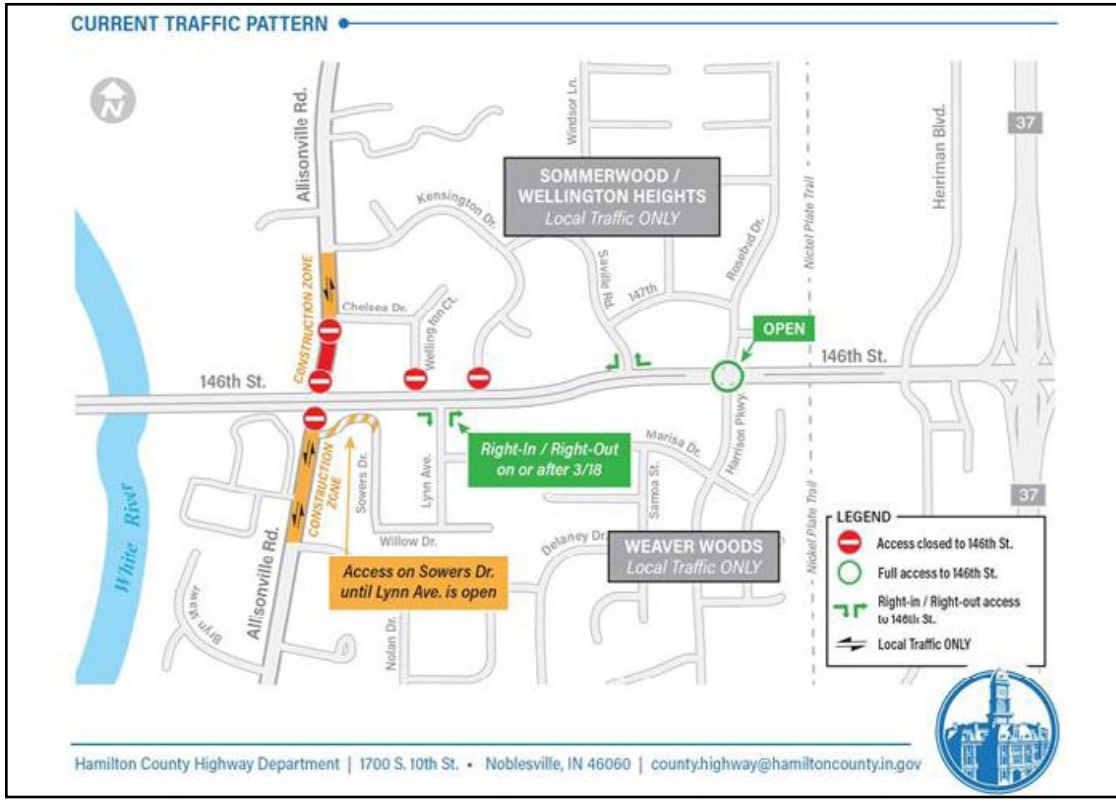 CURRENT TRAFFIC PATTERN
N
Allisonville Rd.
Windsor Ln.
Herriman Blvd.
37
SOMMERWOOD /
WELLINGTON HEIGHTS
Local Traffic ONLY
Kensington Dr.
Nickel Plate Trail
Rosebud Dr.
Saville Rd.
147th
CONSTRUCTION ZONE
Chelsea Dr.
Wellington Ct.
OPEN
146th St.
146th St.
Right-In / Right-Out
on or after 3/18
Marisa Dr.
Harrison Pkwy.
CONSTRUCTION
ZONE
Sowers Dr.
Lynn Ave.
Samoa St.
37
White River
Willow Dr.
Delaney Dr.
WEAVER WOODS
Local Traffic ONLY
Nickel Plate Trail
Access on Sowers Dr.
until Lynn Ave. is open
Allisonville Rd.
Bryn Mawr
Nolan Dr.
LEGEND
Access closed to 146th St.
Full access to 146th St.
Right-in / Right-out access
to 146th St.
Local Traffic ONLY
Hamilton County Highway Department | 1700 S. 10th St. • Noblesville, IN 46060 | county.highway@hamiltoncounty.in.gov